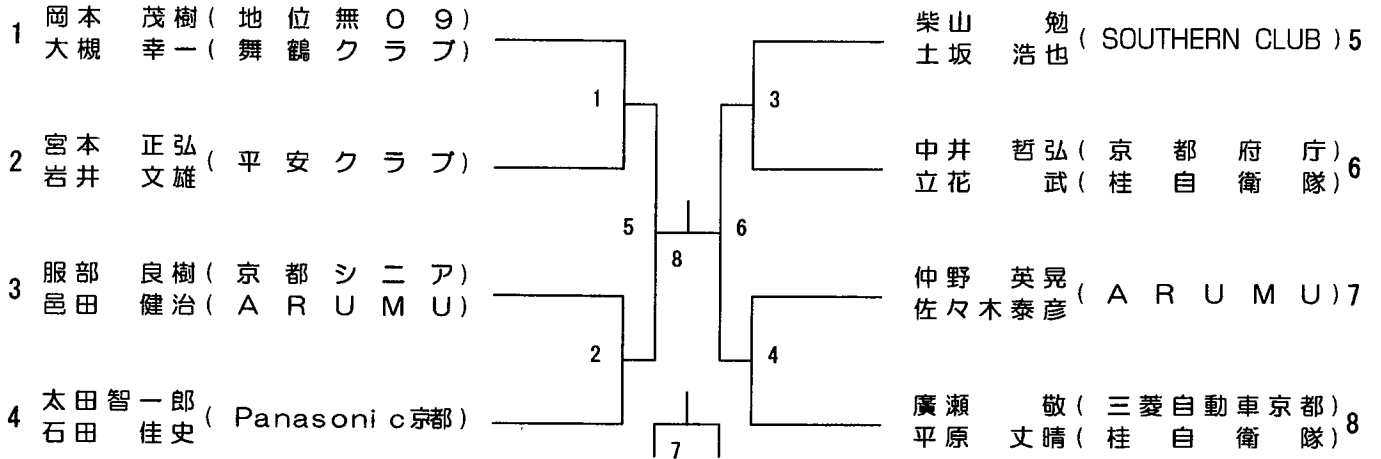 1 岡本 茂樹(地位無09)
大槻 幸一(舞鶴クラブ)
2 宮本 正弘
岩井 文雄(平安クラブ)
3 服部 良樹(京都シニア)
邑田 健治(ARUMU)
4 太田智一郎
石田 佳史(Panasonic京都)
1
2
5
8
7
6
3
4
柴山 勉
土坂 浩也(SOUTHERN CLUB)5
中井 哲弘(京都府庁)
立花 武(桂自衛隊)6
仲野 英晃
佐々木泰彦(ARUMU)7
廣瀬 敬(三菱自動車京都)
平原 丈晴(桂自衛隊)8